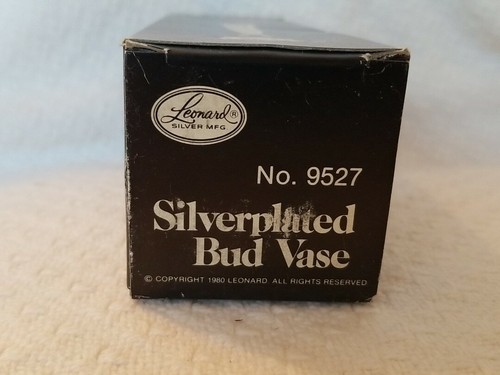 Leonard®
SILVER MFG
No. 9527
Silverplated
Bud Vase
© COPYRIGHT 1980 LEONARD. ALL RIGHTS RESERVED